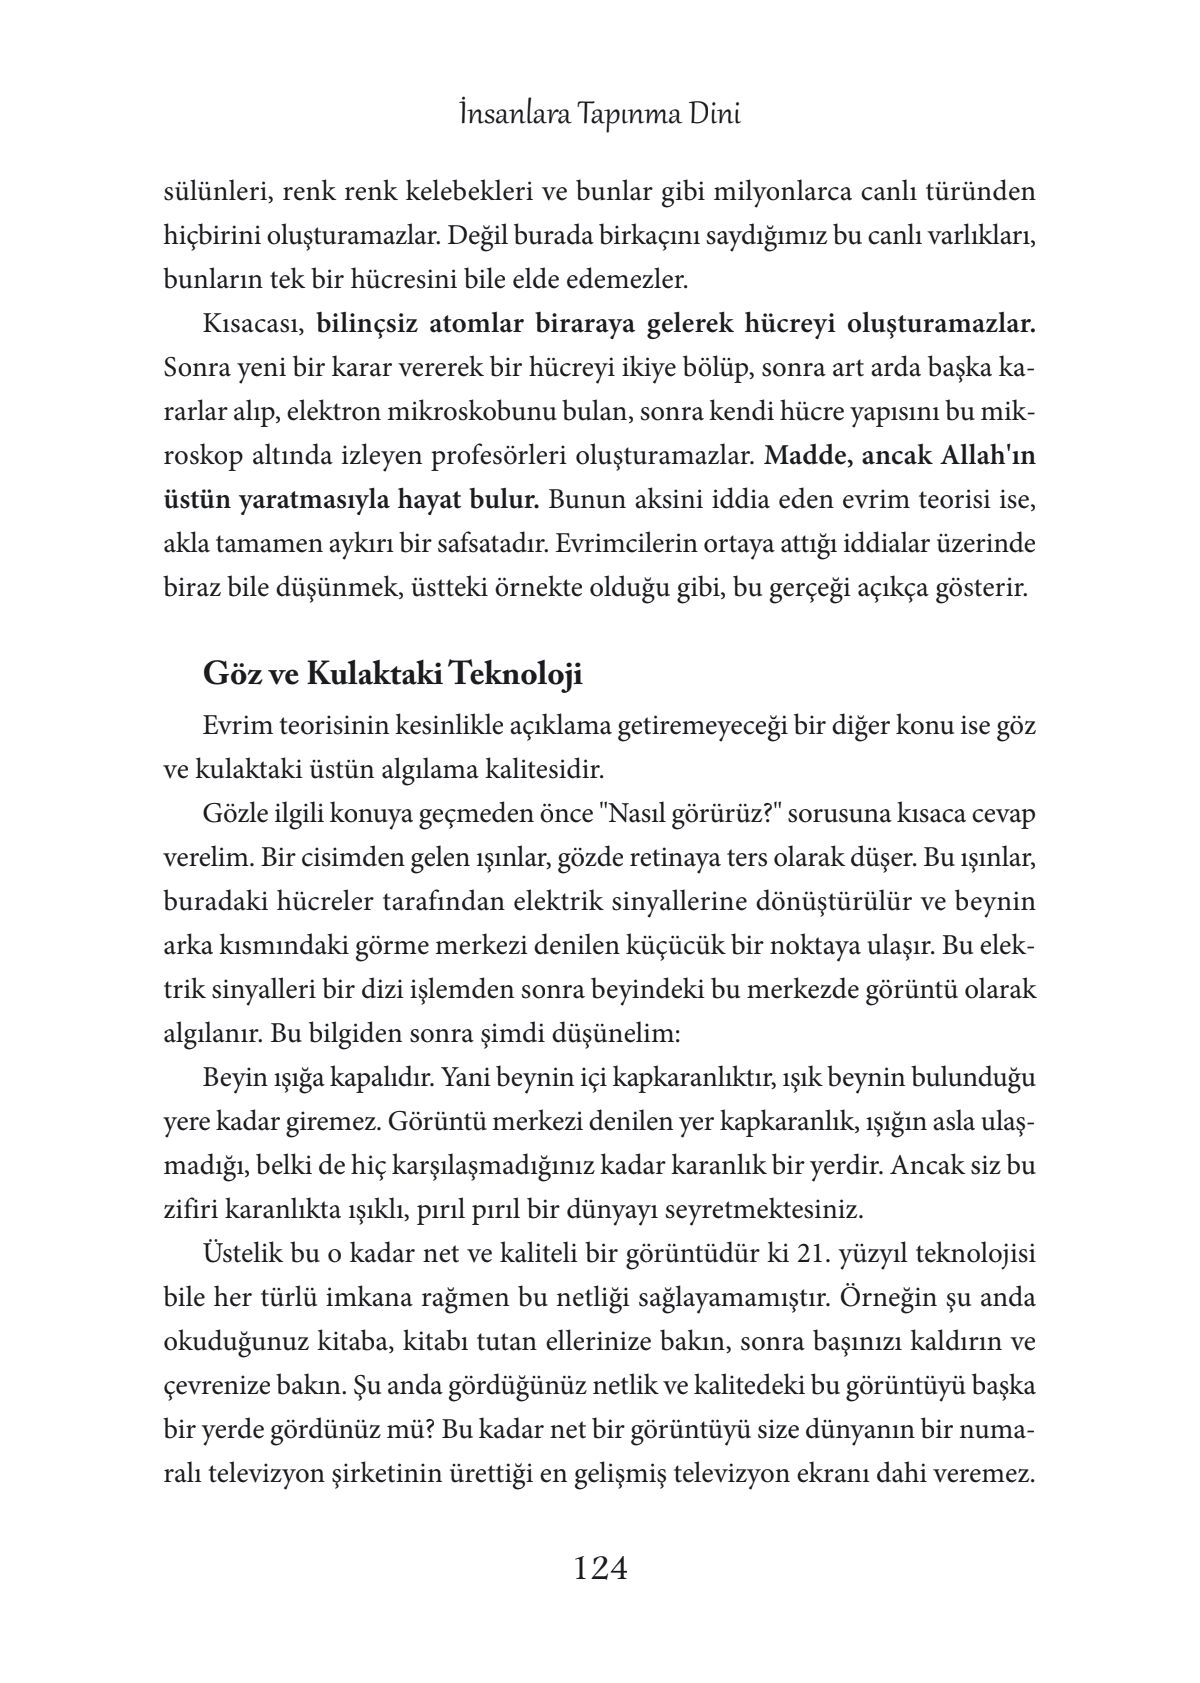 İnsanlara Tapınma Dini
sülünleri, renk renk kelebekleri ve bunlar gibi milyonlarca canlı türünden
hiçbirini oluşturamazlar. Değil burada birkaçını saydığımız bu canlı varlıkları,
bunların tek bir hücresini bile elde edemezler.
Kısacası, bilinçsiz atomlar biraraya gelerek hücreyi oluşturamazlar.
Sonra yeni bir karar vererek bir hücreyi ikiye bölüp, sonra art arda başka ka-
rarlar alıp, elektron mikroskobunu bulan, sonra kendi hücre yapısını bu mik-
roskop altında izleyen profesörleri oluşturamazlar. Madde, ancak Allah'ın
üstün yaratmasıyla hayat bulur. Bunun aksini iddia eden evrim teorisi ise,
akla tamamen aykırı bir safsatadır. Evrimcilerin ortaya attığı iddialar üzerinde
biraz bile düşünmek, üstteki örnekte olduğu gibi, bu gerçeği açıkça gösterir.
Göz ve Kulaktaki Teknoloji
Evrim teorisinin kesinlikle açıklama getiremeyeceği bir diğer konu ise göz
ve kulaktaki üstün algılama kalitesidir.
Gözle ilgili konuya geçmeden önce "Nasıl görürüz?" sorusuna kısaca cevap
verelim. Bir cisimden gelen ışınlar, gözde retinaya ters olarak düşer. Bu ışınlar,
buradaki hücreler tarafından elektrik sinyallerine dönüştürülür ve beynin
arka kısmındaki görme merkezi denilen küçücük bir noktaya ulaşır. Bu elek-
trik sinyalleri bir dizi işlemden sonra beyindeki bu merkezde görüntü olarak
algılanır. Bu bilgiden sonra şimdi düşünelim:
Beyin ışığa kapalıdır. Yani beynin içi kapkaranlıktır, ışık beynin bulunduğu
yere kadar giremez. Görüntü merkezi denilen yer kapkaranlık, ışığın asla ulaş-
madığı, belki de hiç karşılaşmadığınız kadar karanlık bir yerdir. Ancak siz bu
zifiri karanlıkta ışıklı, pırıl pırıl bir dünyayı seyretmektesiniz.
Üstelik bu o kadar net ve kaliteli bir görüntüdür ki 21. yüzyıl teknolojisi
bile her türlü imkana rağmen bu netliği sağlayamamıştır. Örneğin şu anda
okuduğunuz kitaba, kitabı tutan ellerinize bakın, sonra başınızı kaldırın ve
çevrenize bakın. Şu anda gördüğünüz netlik ve kalitedeki bu görüntüyü başka
bir yerde gördünüz mü? Bu kadar net bir görüntüyü size dünyanın bir numa-
ralı televizyon şirketinin ürettiği en gelişmiş televizyon ekranı dahi veremez.
124